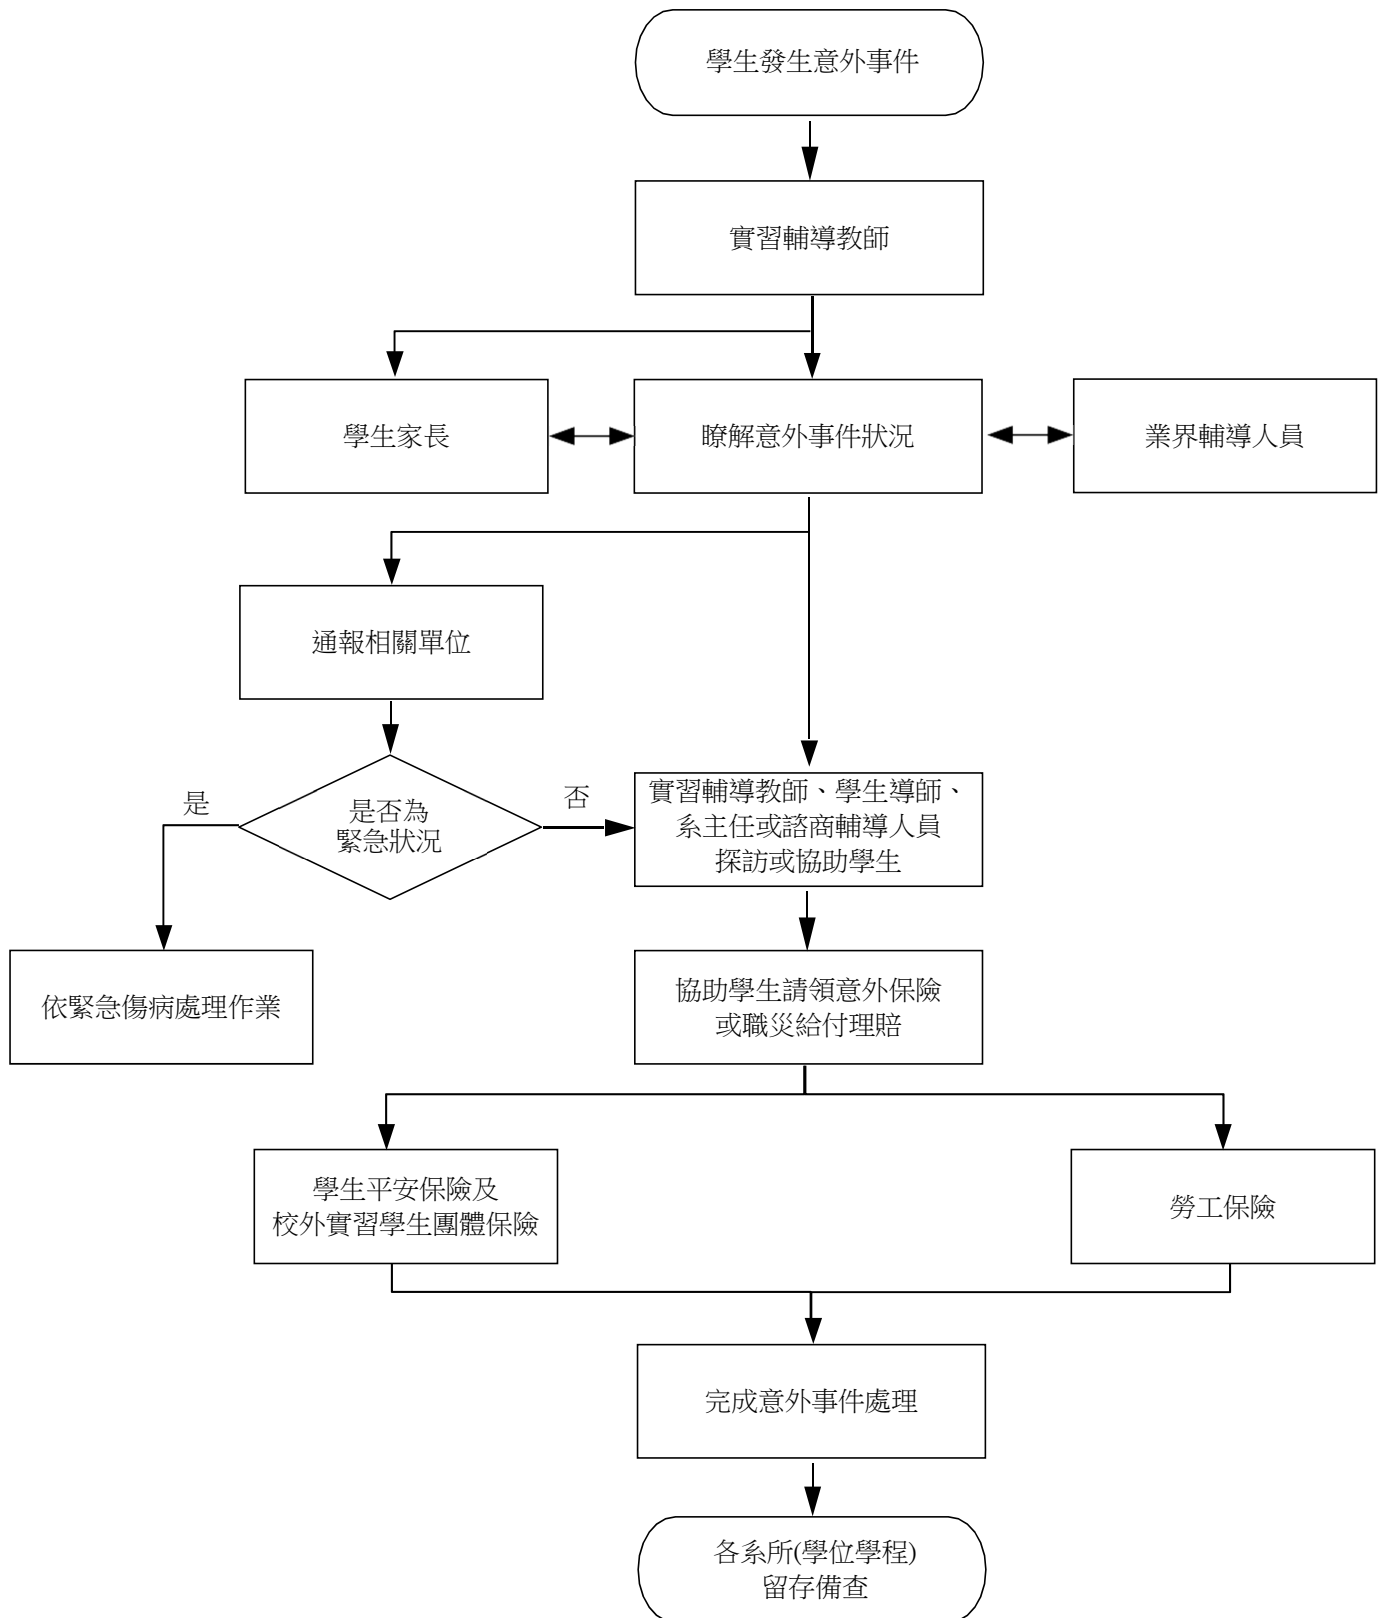 學生發生意外事件
實習輔導教師
學生家長
瞭解意外事件狀況
業界輔導人員
通報相關單位
是
是否為
緊急狀況
否
實習輔導教師、學生導師、
系主任或諮商輔導人員
探訪或協助學生
依緊急傷病處理作業
協助學生請領意外保險
或職災給付理賠
學生平安保險及
校外實習學生團體保險
勞工保險
完成意外事件處理
各系所(學位學程)
留存備查